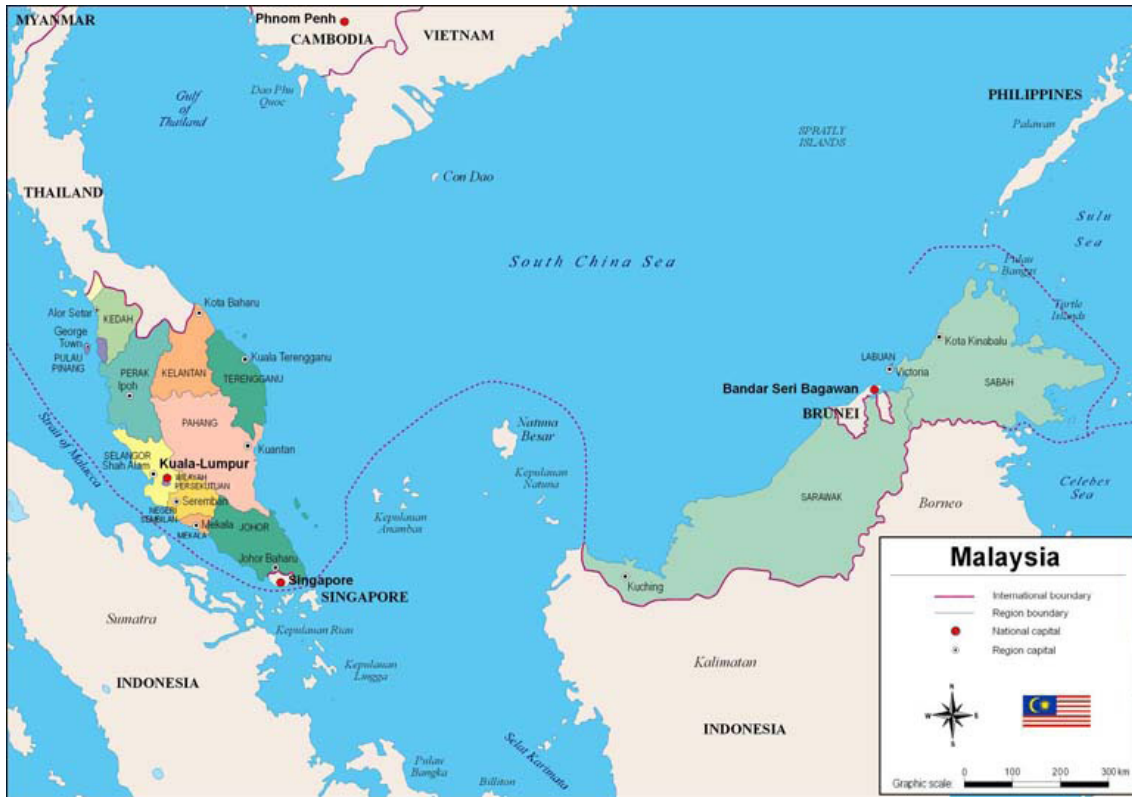 MYANMAR
Phnom Penh
CAMBODIA
VIETNAM
Dao Phu
Quoc
Gulf
of
Thailand
PHILIPPINES
Palawan
SPRATLY
ISLANDS
Con Dao
THAILAND
Sulu
Sea
South China Sea
Pulau
Banggi
Turtle
Islands
Kota Baharu
Alor Setar
KEDAH
George
Town
PULAU
PINANG
PERAK
Ipoh
KELANTAN
Kuala Terengganu
TERENGGANU
Kota Kinabalu
LABUAN
Victoria
SABAH
Bandar Seri Bagawan
BRUNEI
PAHANG
Kuantan
Natuna
Besar
Strait of Malacca
SELANGOR
Shah Alam
Kuala-Lumpur
WILAYAH
PERSEKUTUAN
Kepulauan
Natuna
Celebes
Sea
SARAWAK
Borneo
Seremban
NEGERI
SEMBILAN
Mekala
MEKALA
JOHOR
Kepulauan
Anambas
Johor Baharu
Singapore
SINGAPORE
Kuching
Sumatra
Kepulauan Riau
Kepulauan
Lingga
Kalimatan
INDONESIA
INDONESIA
Pulau
Bangka
Billiton
Selat Karimata
Malaysia
International boundary
Region boundary
National capital
Region capital
N
W
S
S
Graphic scale:
0
100
200
300 km